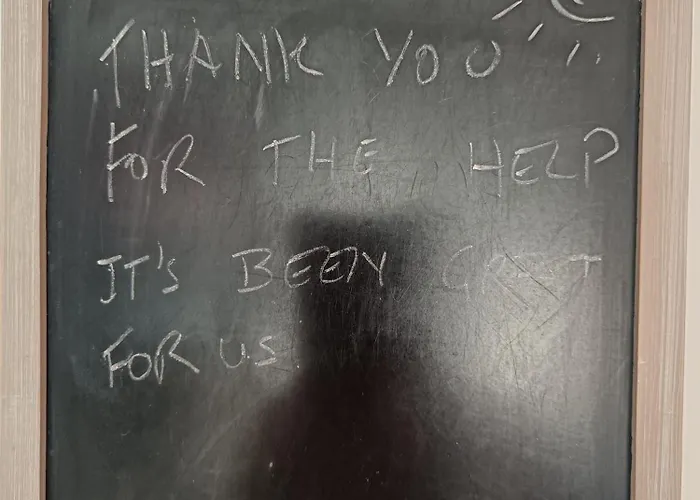 THANK YOU
FOR THE HELP
IT'S BEEN
FOR US